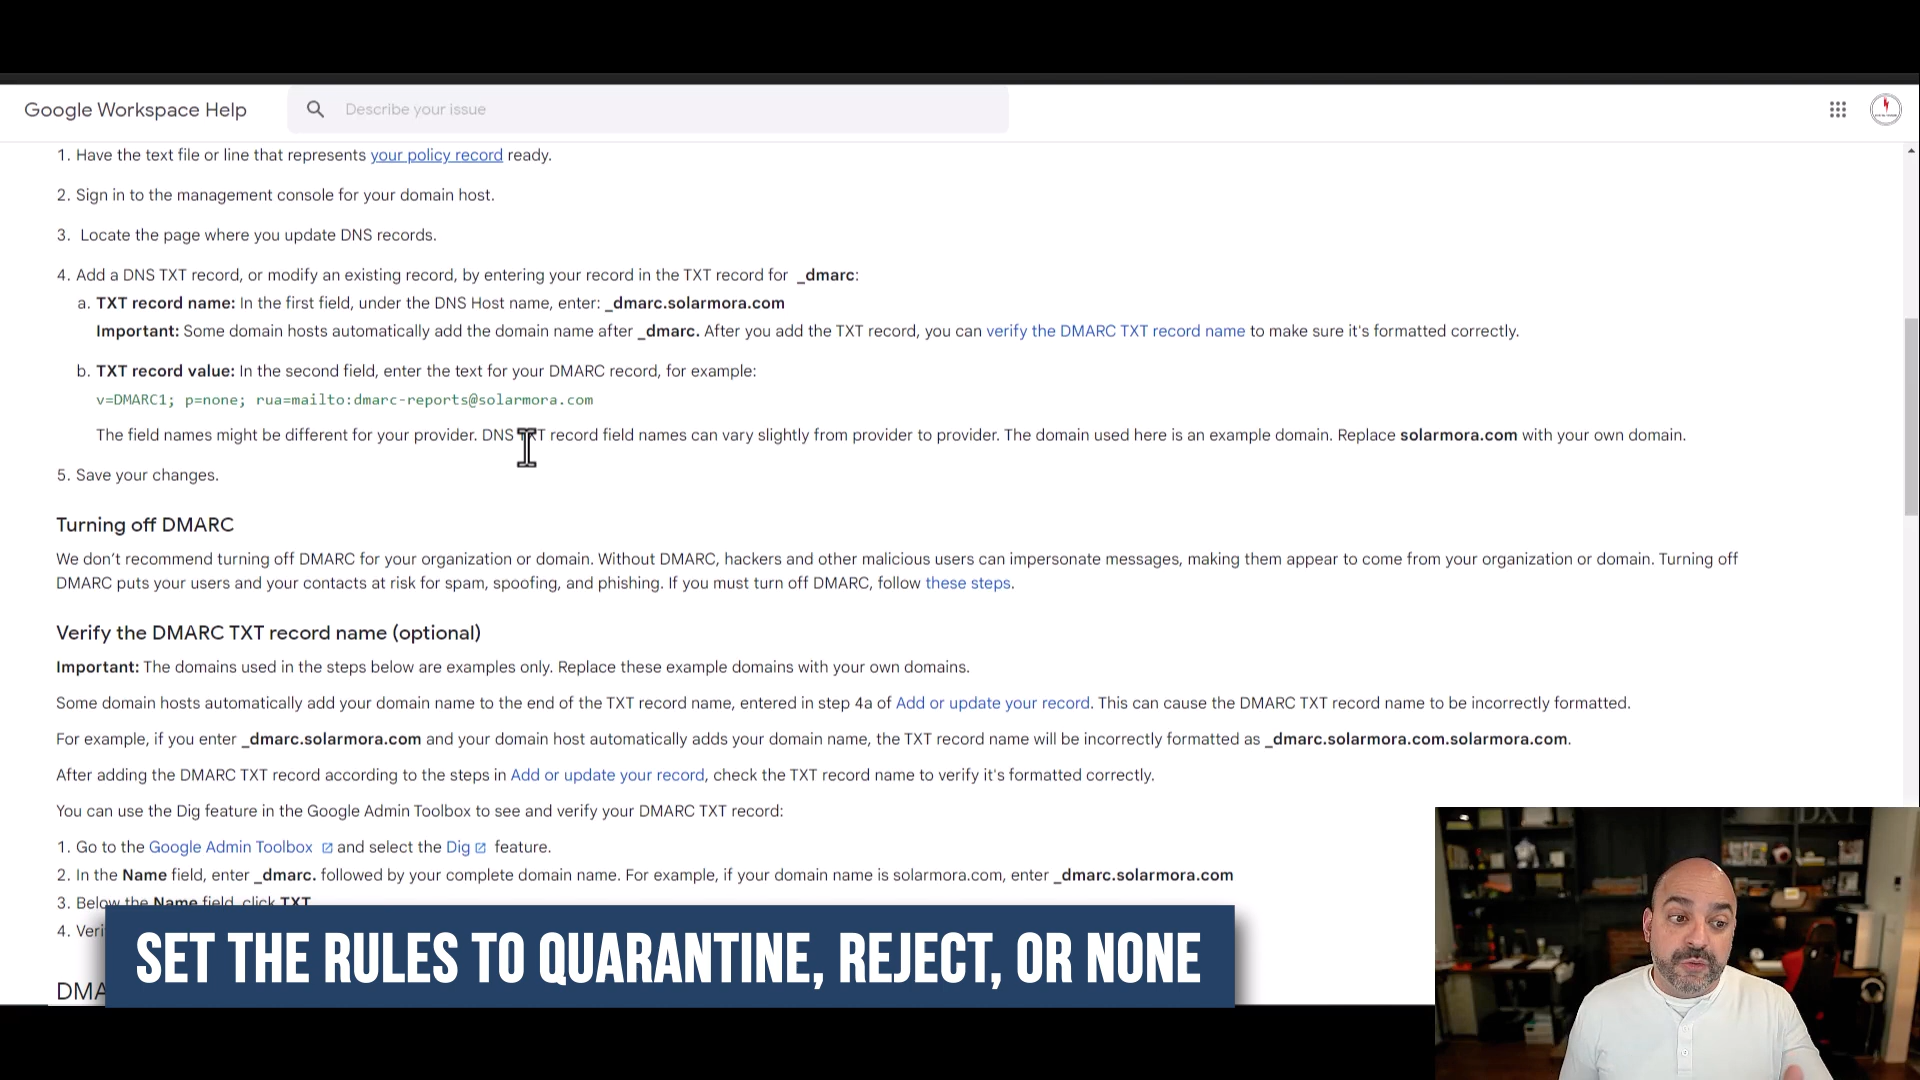 Google Workspace Help
Describe your issue
1. Have the text file or line that represents your policy record ready.
2. Sign in to the management console for your domain host.
3. Locate the page where you update DNS records.
4. Add a DNS TXT record, or modify an existing record, by entering your record in the TXT record for _dmarc:
a. TXT record name: In the first field, under the DNS Host name, enter: _dmarc.solarmora.com
Important: Some domain hosts automatically add the domain name after _dmarc. After you add the TXT record, you can verify the DMARC TXT record name to make sure it's formatted correctly.
b. TXT record value: In the second field, enter the text for your DMARC record, for example:
v=DMARC1; p=none; rua=mailto:dmarc-reports@solarmora.com
The field names might be different for your provider. DNS TXT record field names can vary slightly from provider to provider. The domain used here is an example domain. Replace solarmora.com with your own domain.
5. Save your changes.
Turning off DMARC
We don’t recommend turning off DMARC for your organization or domain. Without DMARC, hackers and other malicious users can impersonate messages, making them appear to come from your organization or domain. Turning off
DMARC puts your users and your contacts at risk for spam, spoofing, and phishing. If you must turn off DMARC, follow these steps.
Verify the DMARC TXT record name (optional)
Important: The domains used in the steps below are examples only. Replace these example domains with your own domains.
Some domain hosts automatically add your domain name to the end of the TXT record name, entered in step 4a of Add or update your record. This can cause the DMARC TXT record name to be incorrectly formatted.
For example, if you enter _dmarc.solarmora.com and your domain host automatically adds your domain name, the TXT record name will be incorrectly formatted as _dmarc.solarmora.com.solarmora.com.
After adding the DMARC TXT record according to the steps in Add or update your record, check the TXT record name to verify it's formatted correctly.
You can use the Dig feature in the Google Admin Toolbox to see and verify your DMARC TXT record:
1. Go to the Google Admin Toolbox and select the Dig feature.
2. In the Name field, enter _dmarc. followed by your complete domain name. For example, if your domain name is solarmora.com, enter _dmarc.solarmora.com
3. Below the Name field, click TXT
4. Veri
SET THE RULES TO QUARANTINE, REJECT, OR NONE
DMA